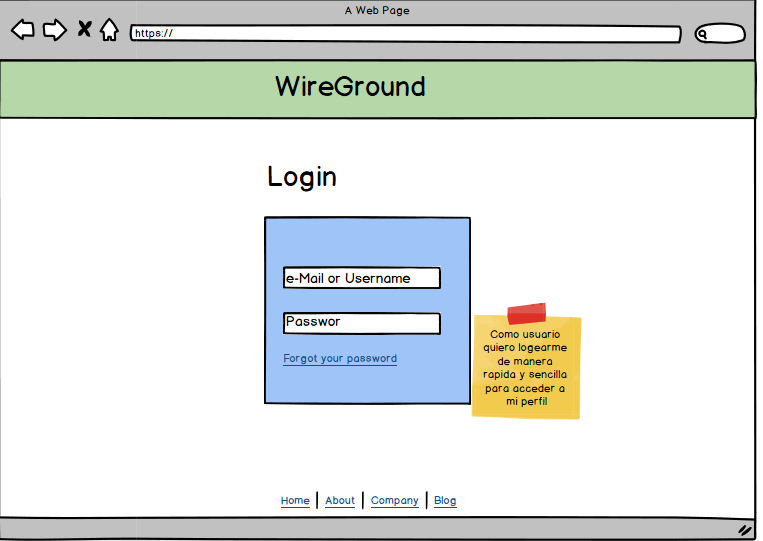 A Web Page
https://
WireGround
Login
e-Mail or Username
Passwor
Forgot your password
Como usuario
quiero logearme
de manera
rapida y sencilla
para acceder a
mi perfil
Home | About | Company | Blog